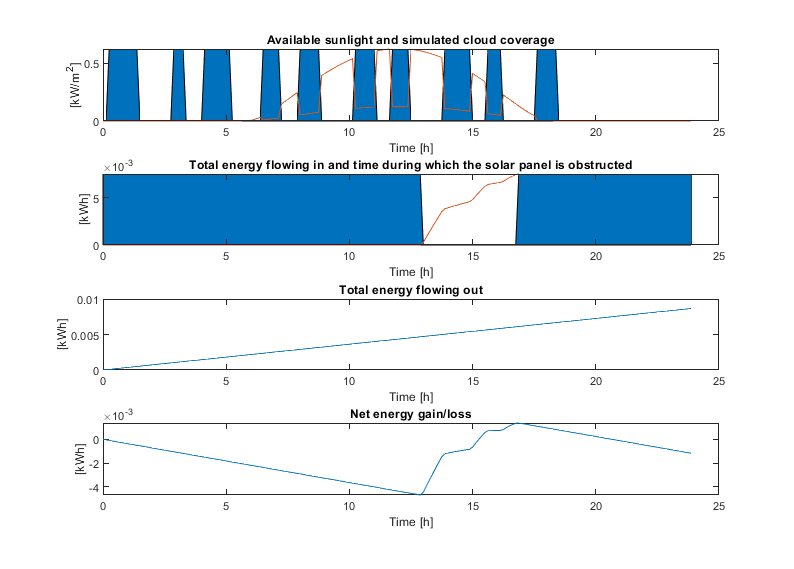 Available sunlight and simulated cloud coverage
[kW/m²]
0.5
0
0 5 10 15 20 25
Time [h]
Total energy flowing in and time during which the solar panel is obstructed
×10⁻³
[kWh]
5
0
0 5 10 15 20 25
Time [h]
Total energy flowing out
[kWh]
0.01
0.005
0
0 5 10 15 20 25
Time [h]
Net energy gain/loss
×10⁻³
[kWh]
0
-2
-4
0 5 10 15 20 25
Time [h]